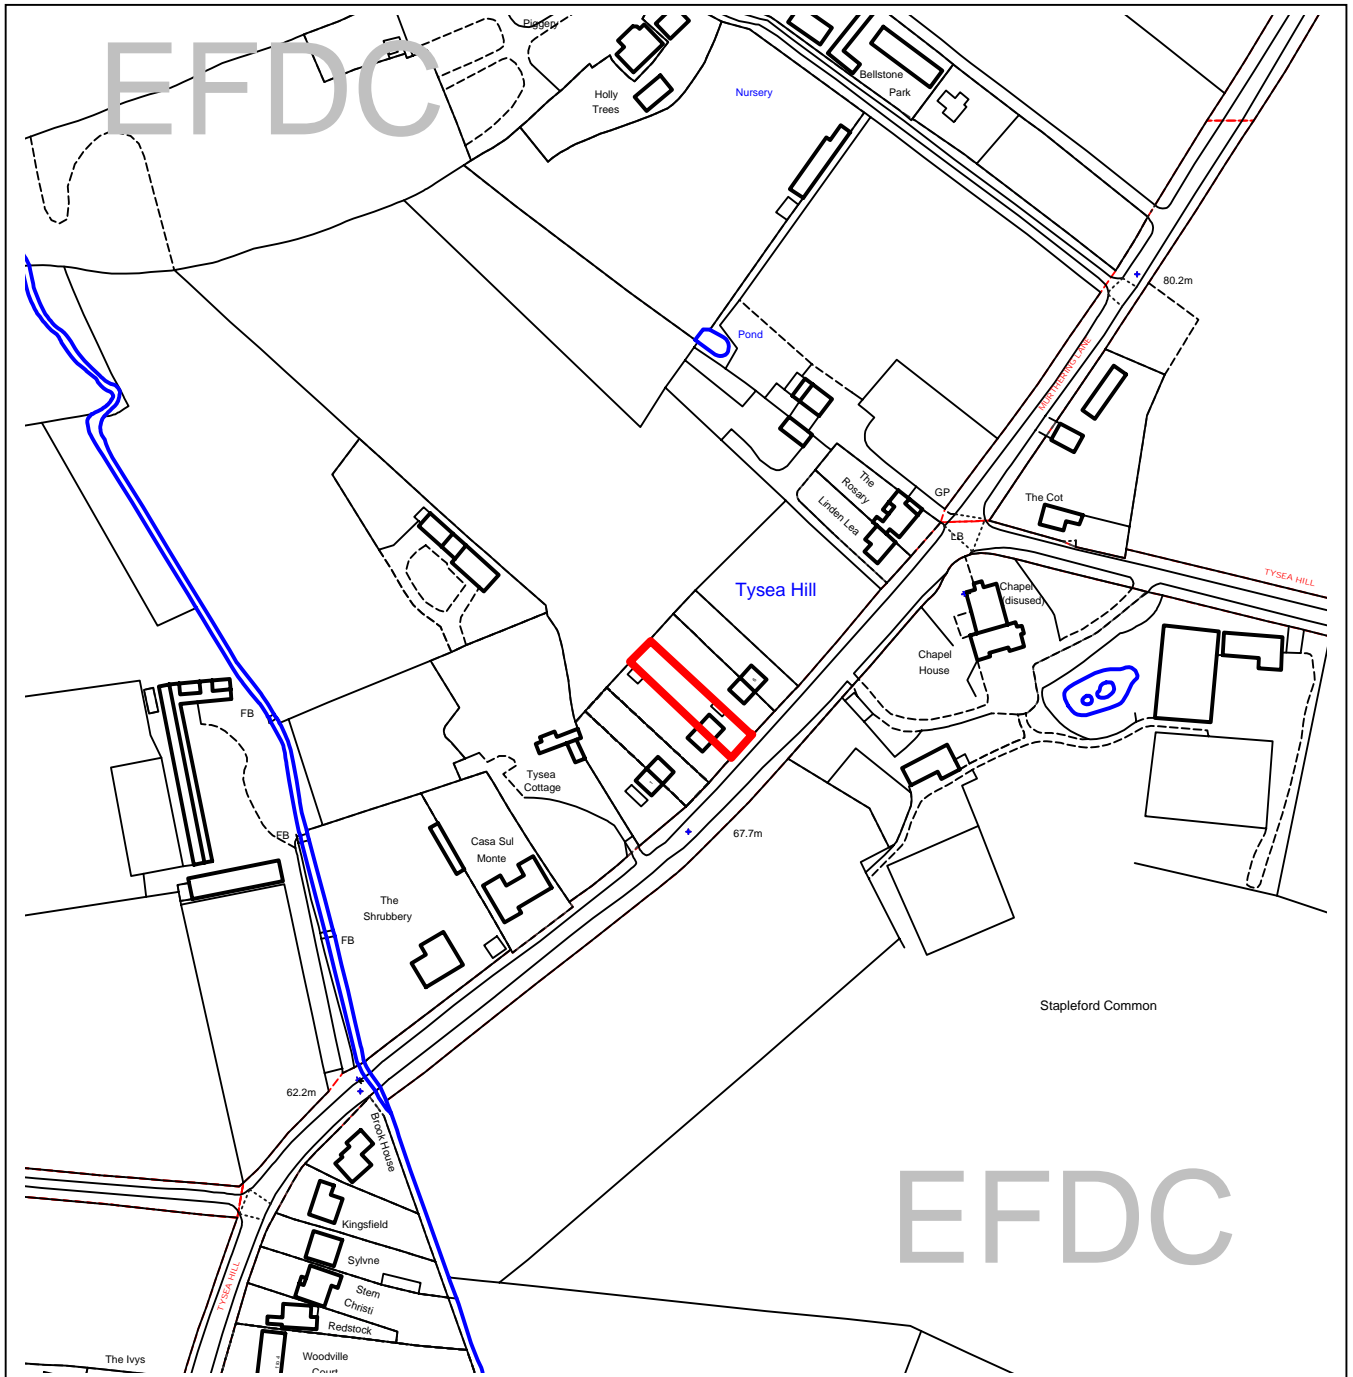 EFDC
Piggery
Holly
Trees
Nursery
Bellstone
Park
80.2m
Pond
MURTHERING LANE
The
Rosary
Linden Lea
GP
LB
The Cot
TYSEA HILL
Tysea Hill
Chapel
(disused)
Chapel
House
FB
FB
FB
Tysea
Cottage
67.7m
Casa Sul
Monte
The
Shrubbery
Stapleford Common
62.2m
Brook House
EFDC
Kingsfield
Sylvne
Stem
Christi
Redstock
TYSEA HILL
Woodville
Court
The Ivys